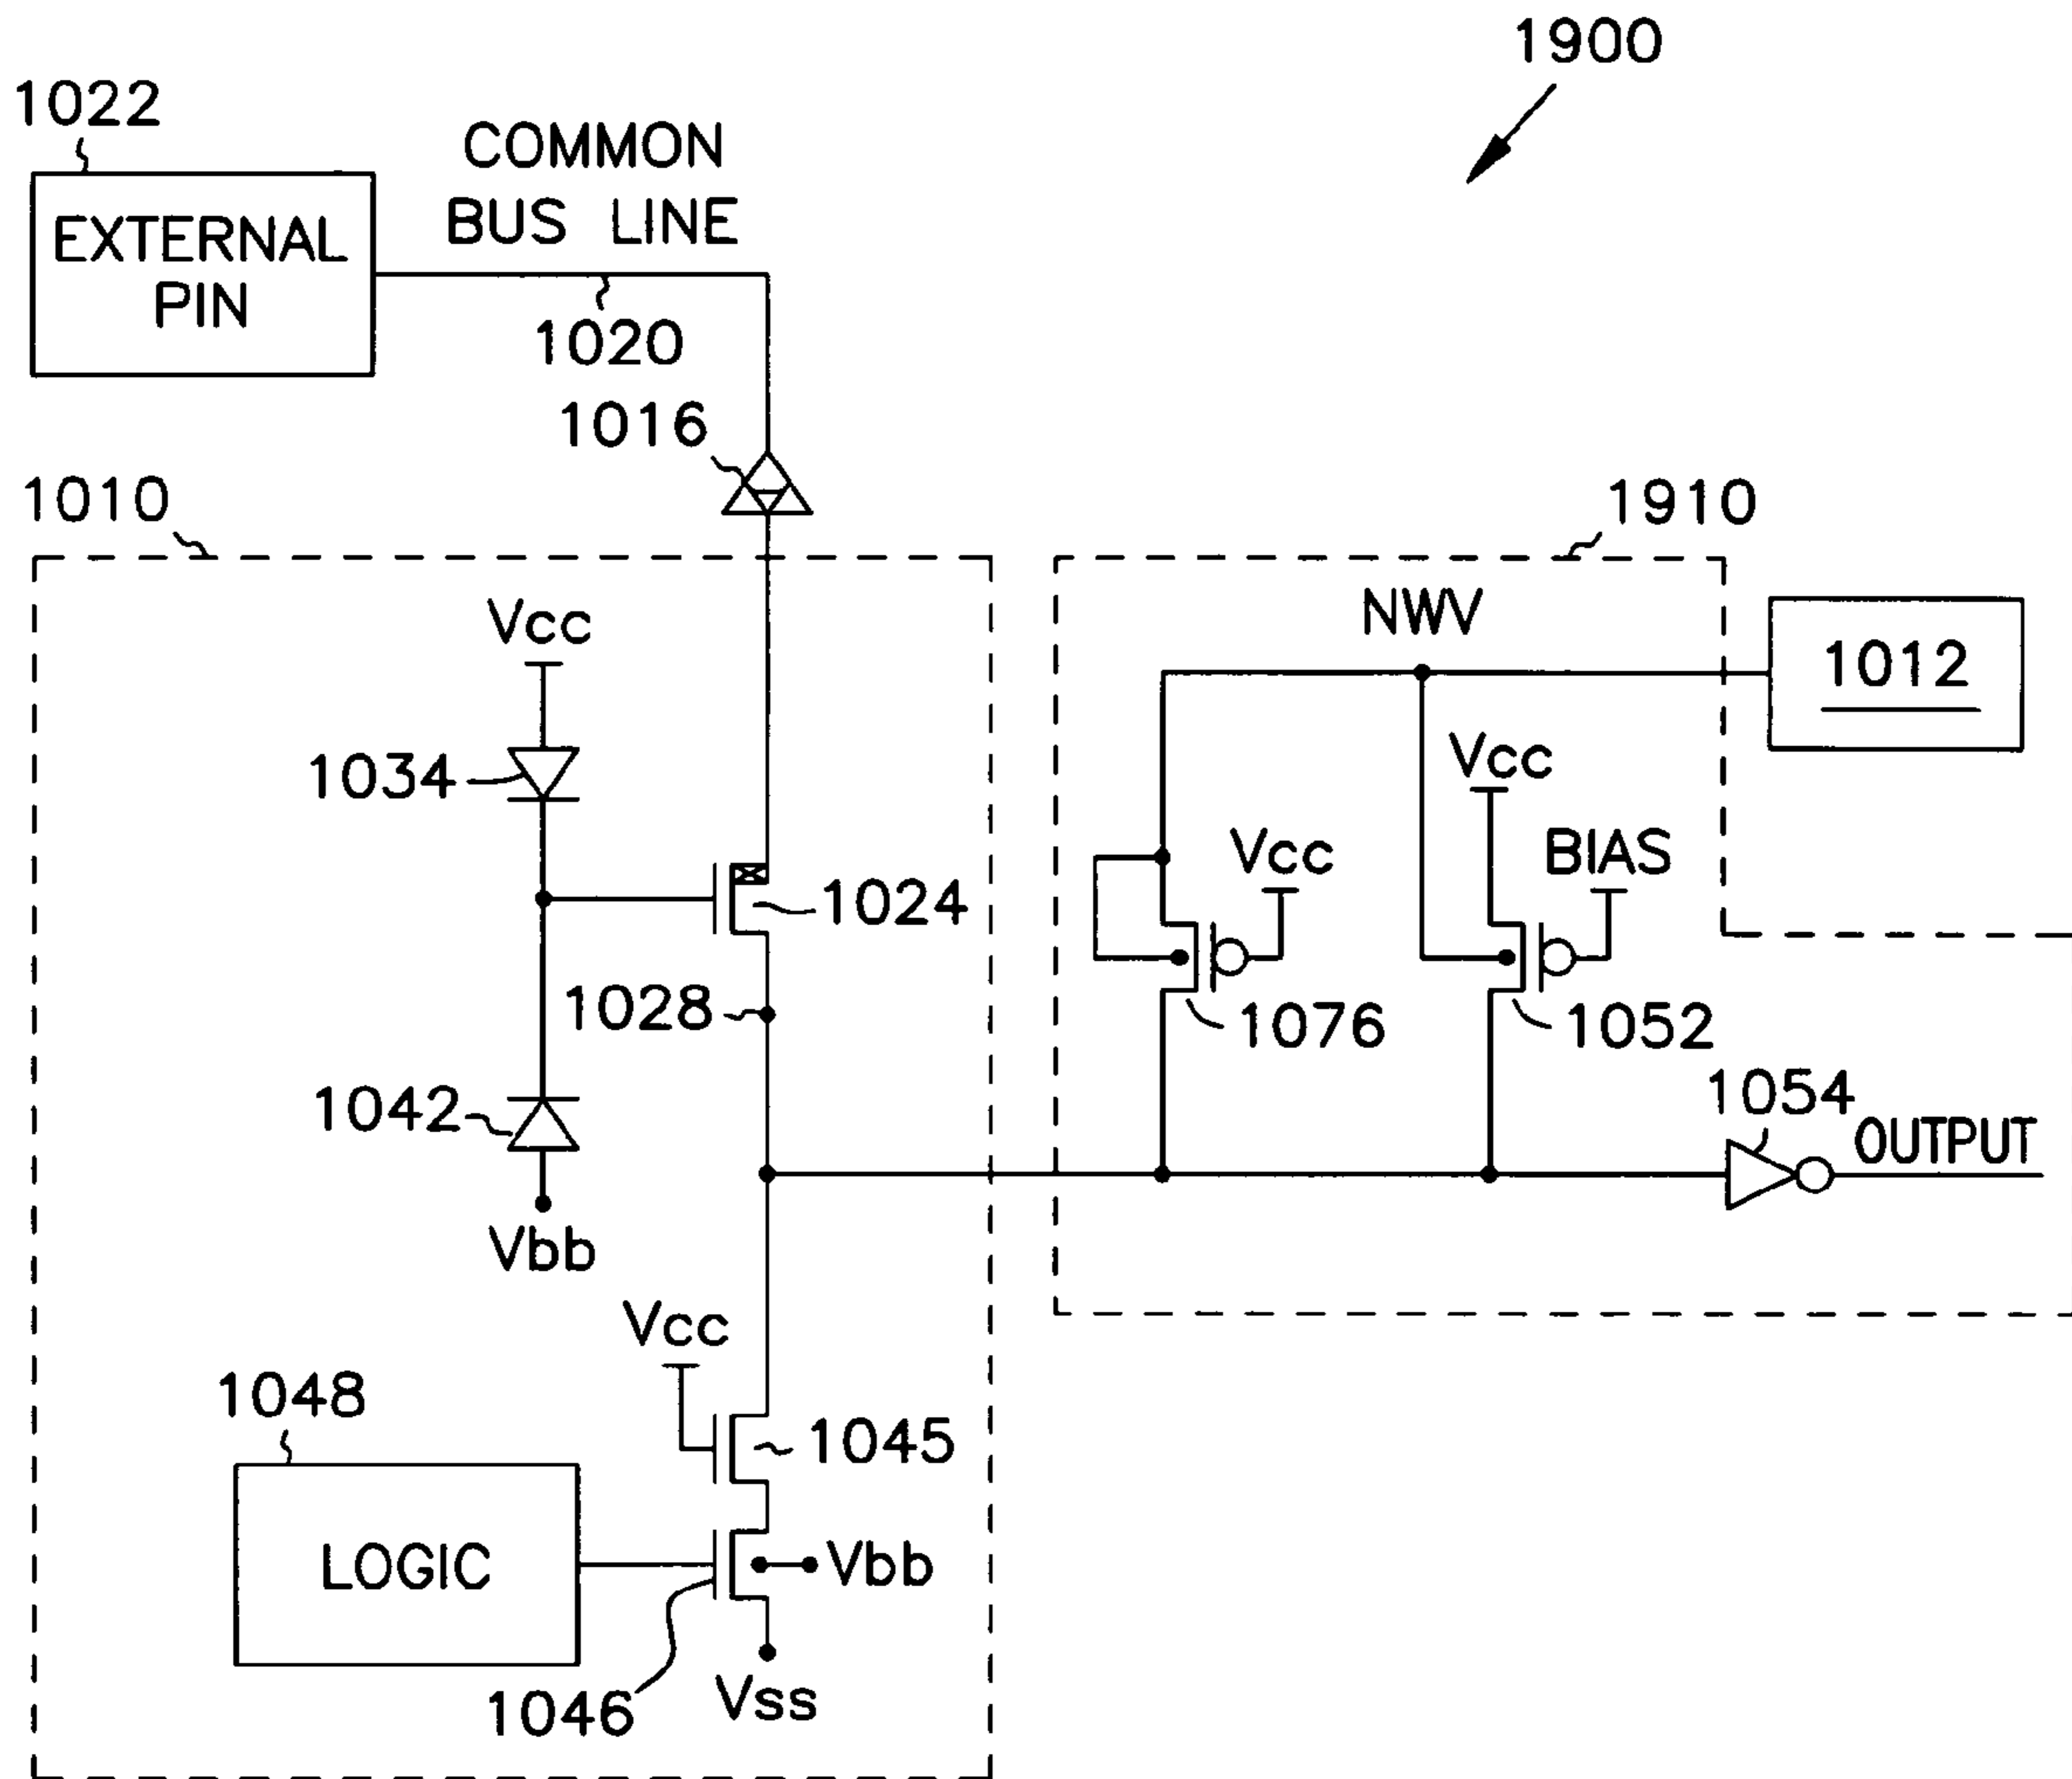 1900
1022
COMMON
BUS LINE
EXTERNAL
PIN
1020
1016
1010
1910
Vcc
NWV
1012
1034
Vcc
Vcc
BIAS
1024
1028
1076
1052
1042
1054
OUTPUT
Vbb
Vcc
1048
1045
LOGIC
Vbb
1046
Vss